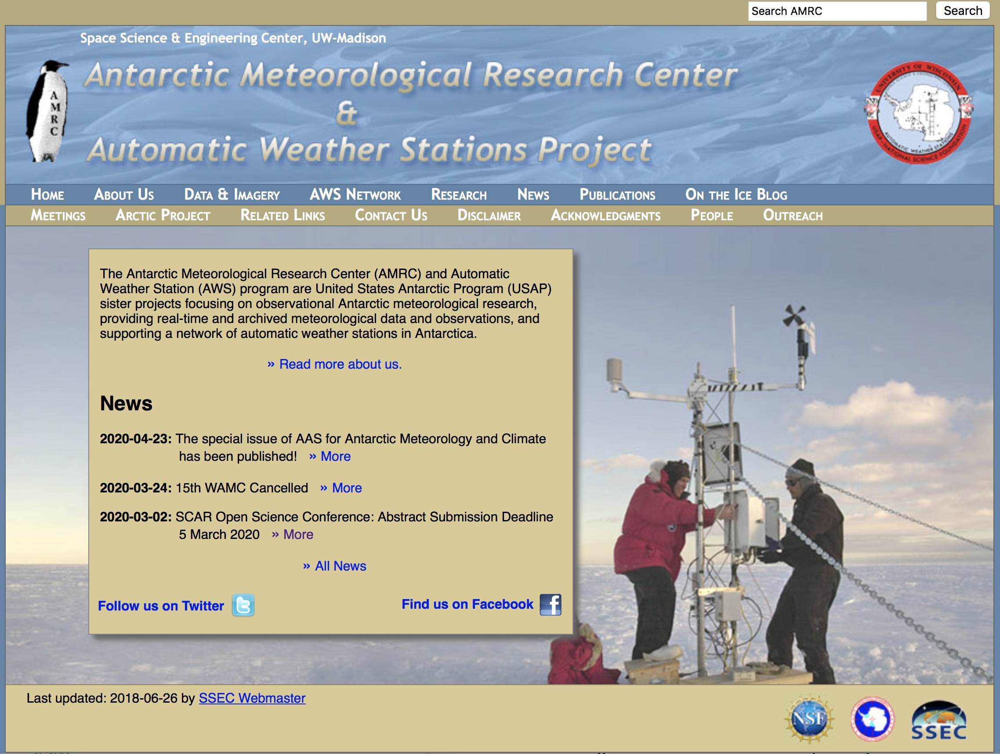 Search AMRC
Search
Space Science & Engineering Center, UW-Madison
Antarctic Meteorological Research Center
&
Automatic Weather Stations Project
A
M
R
C
UNIVERSITY OF WISCONSIN
AUTOMATIC WEATHER STATIONS
USAP - NATIONAL SCIENCE FOUNDATION
Home About Us Data & Imagery AWS Network Research News Publications On the Ice Blog
Meetings Arctic Project Related Links Contact Us Disclaimer Acknowledgments People Outreach
The Antarctic Meteorological Research Center (AMRC) and Automatic
Weather Station (AWS) program are United States Antarctic Program (USAP)
sister projects focusing on observational Antarctic meteorological research,
providing real-time and archived meteorological data and observations, and
supporting a network of automatic weather stations in Antarctica.
» Read more about us.
News
2020-04-23: The special issue of AAS for Antarctic Meteorology and Climate
has been published! » More
2020-03-24: 15th WAMC Cancelled » More
2020-03-02: SCAR Open Science Conference: Abstract Submission Deadline
5 March 2020 » More
» All News
Follow us on Twitter
Find us on Facebook
Last updated: 2018-06-26 by SSEC Webmaster
NSF
SSEC